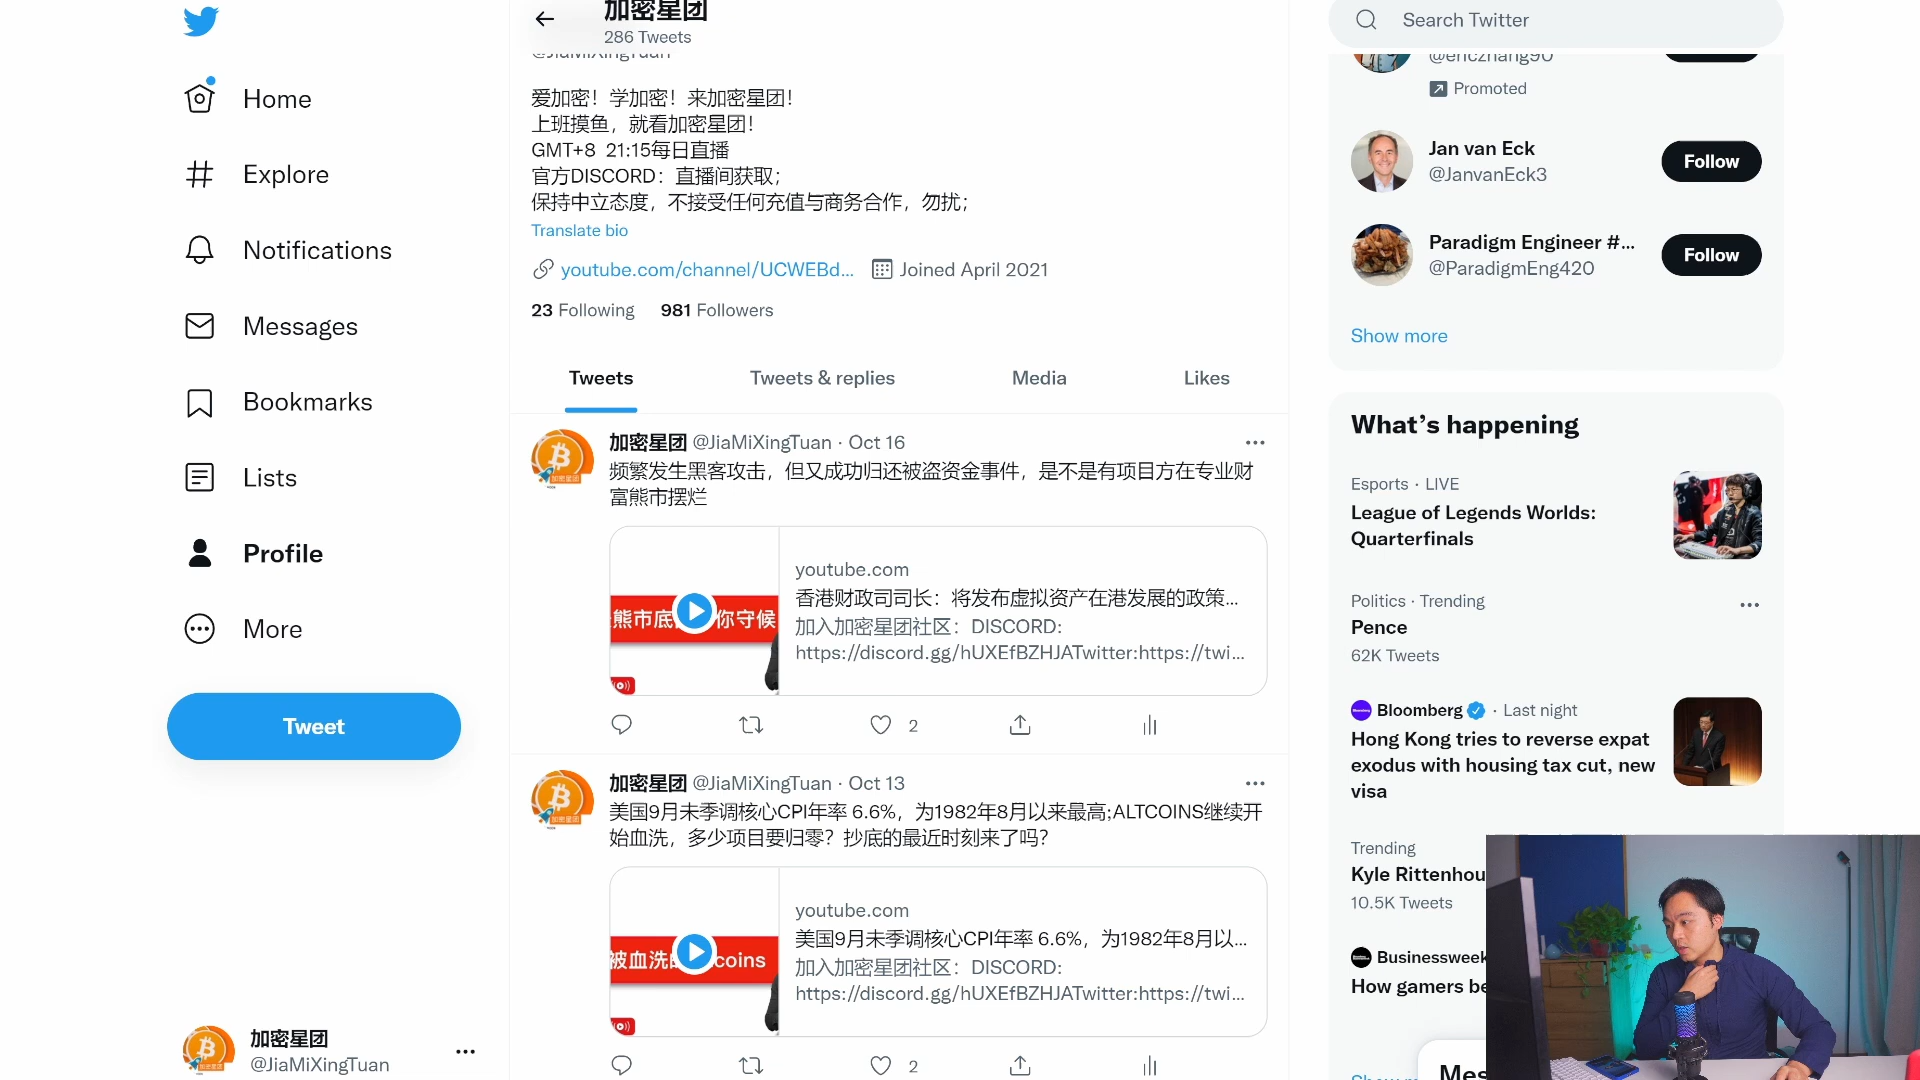 Home
Explore
Notifications
Messages
Bookmarks
Lists
Profile
More
Tweet
加密星团
@JiaMiXingTuan
加密星团
286 Tweets
@JiaMiXingTuan
爱加密！学加密！来加密星团！
上班摸鱼，就看加密星团！
GMT+8 21:15每日直播
官方DISCORD：直播间获取；
保持中立态度，不接受任何充值与商务合作，勿扰；
Translate bio
youtube.com/channel/UCWEBd... Joined April 2021
23 Following 981 Followers
Tweets Tweets & replies Media Likes
加密星团 @JiaMiXingTuan · Oct 16
频繁发生黑客攻击，但又成功归还被盗资金事件，是不是有项目方在专业财
富熊市摆烂
熊市底 你守候
youtube.com
香港财政司司长：将发布虚拟资产在港发展的政策...
加入加密星团社区：DISCORD:
https://discord.gg/hUXEfBZHJATwitter:https://twi...
2
加密星团 @JiaMiXingTuan · Oct 13
美国9月未季调核心CPI年率 6.6%，为1982年8月以来最高;ALTCOINS继续开
始血洗，多少项目要归零？抄底的最近时刻来了吗？
被血洗 coins
youtube.com
美国9月未季调核心CPI年率 6.6%，为1982年8月以...
加入加密星团社区：DISCORD:
https://discord.gg/hUXEfBZHJATwitter:https://twi...
2
Search Twitter
@ericzhang90
Promoted
Jan van Eck
@JanvanEck3
Follow
Paradigm Engineer #...
@ParadigmEng420
Follow
Show more
What’s happening
Esports · LIVE
League of Legends Worlds:
Quarterfinals
Politics · Trending
Pence
62K Tweets
Bloomberg · Last night
Hong Kong tries to reverse expat
exodus with housing tax cut, new
visa
Trending
Kyle Rittenhou
10.5K Tweets
Businessweek
How gamers be
Mes